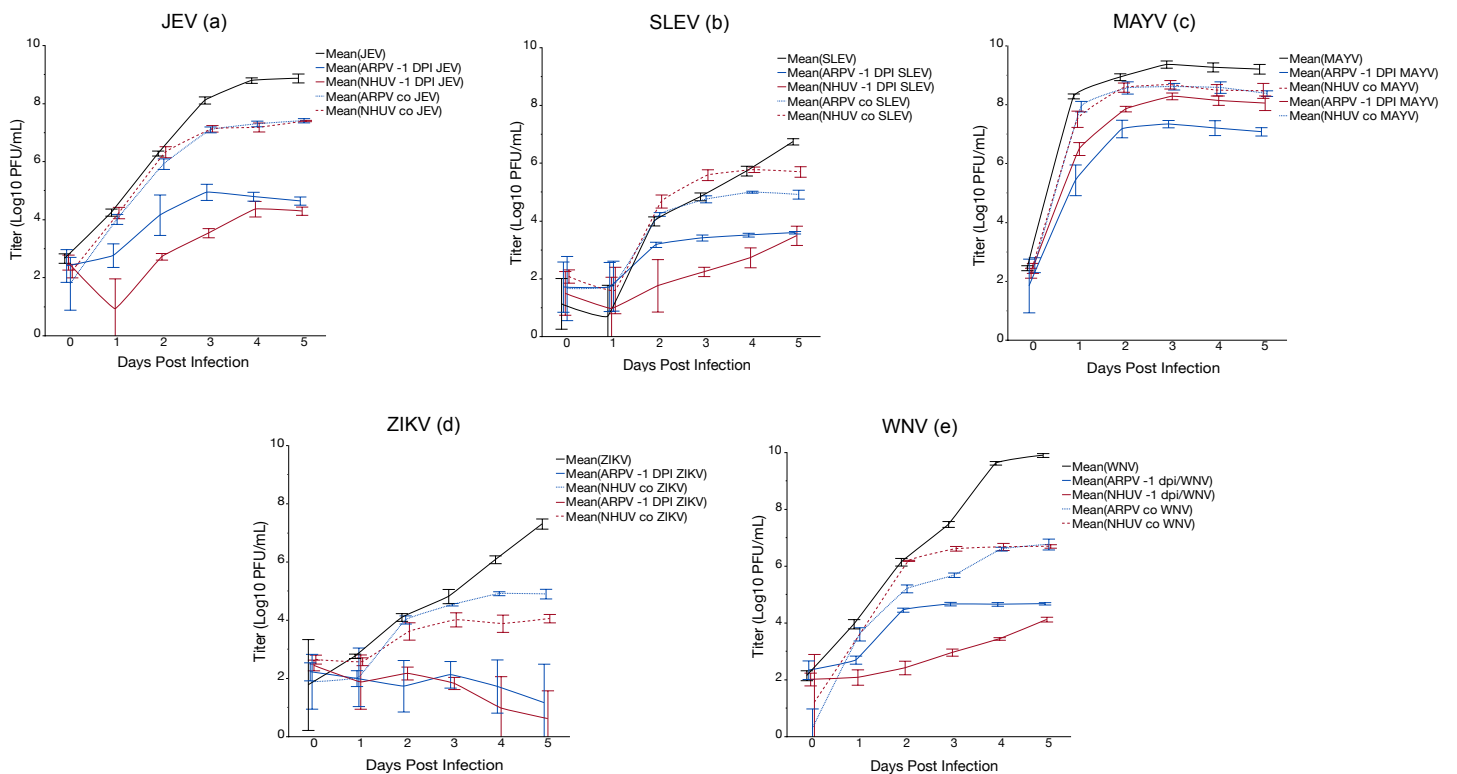 JEV (a)
10
8
6
4
2
0
Titer (Log10 PFU/mL)
0 1 2 3 4 5
Days Post Infection
Mean(JEV)
Mean(ARPV -1 DPI JEV)
Mean(NHUV -1 DPI JEV)
Mean(ARPV co JEV)
Mean(NHUV co JEV)
SLEV (b)
10
8
6
4
2
0
Titer (Log10 PFU/mL)
0 1 2 3 4 5
Days Post Infection
Mean(SLEV)
Mean(ARPV -1 DPI SLEV)
Mean(NHUV -1 DPI SLEV)
Mean(ARPV co SLEV)
Mean(NHUV co SLEV)
MAYV (c)
10
8
6
4
2
0
Titer (Log10 PFU/mL)
0 1 2 3 4 5
Days Post Infection
Mean(MAYV)
Mean(ARPV -1 DPI MAYV)
Mean(NHUV co MAYV)
Mean(ARPV -1 DPI MAYV)
Mean(NHUV co MAYV)
ZIKV (d)
10
8
6
4
2
0
Titer (Log10 PFU/mL)
0 1 2 3 4 5
Days Post Infection
Mean(ZIKV)
Mean(ARPV -1 DPI ZIKV)
Mean(NHUV co ZIKV)
Mean(ARPV -1 DPI ZIKV)
Mean(NHUV co ZIKV)
WNV (e)
10
8
6
4
2
0
Titer (Log10 PFU/mL)
0 1 2 3 4 5
Days Post Infection
Mean(WNV)
Mean(ARPV -1 dpi/WNV)
Mean(NHUV -1 dpi/WNV)
Mean(ARPV co WNV)
Mean(NHUV co WNV)